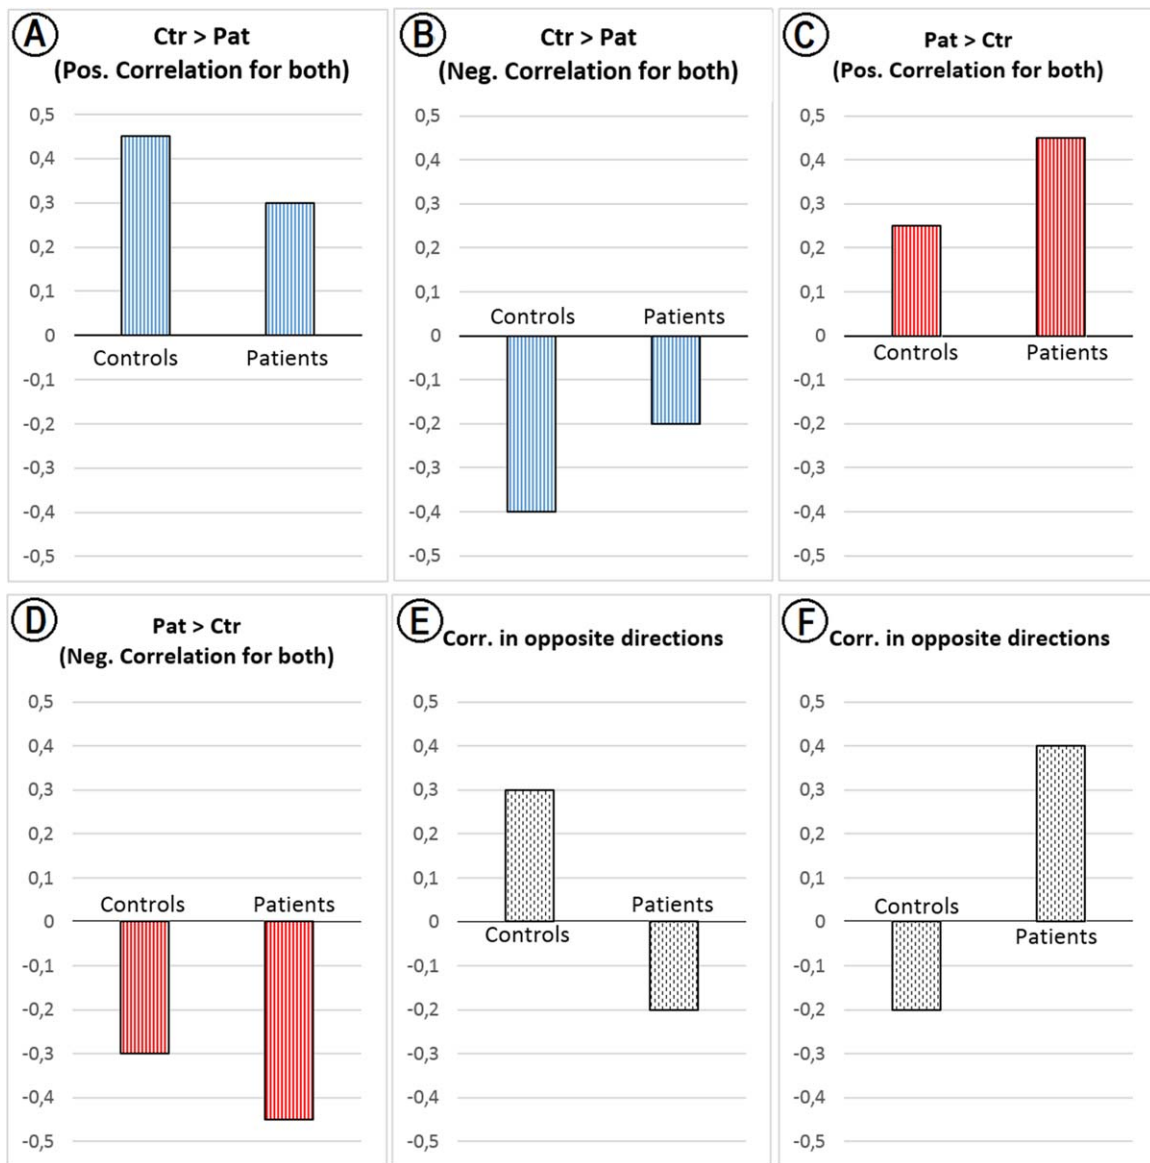 A
Ctr > Pat
(Pos. Correlation for both)
0,5
0,4
0,3
0,2
0,1
0
-0,1
-0,2
-0,3
-0,4
-0,5
Controls
Patients
B
Ctr > Pat
(Neg. Correlation for both)
0,5
0,4
0,3
0,2
0,1
0
-0,1
-0,2
-0,3
-0,4
-0,5
Controls
Patients
C
Pat > Ctr
(Pos. Correlation for both)
0,5
0,4
0,3
0,2
0,1
0
-0,1
-0,2
-0,3
-0,4
-0,5
Controls
Patients
D
Pat > Ctr
(Neg. Correlation for both)
0,5
0,4
0,3
0,2
0,1
0
-0,1
-0,2
-0,3
-0,4
-0,5
Controls
Patients
E
Corr. in opposite directions
0,5
0,4
0,3
0,2
0,1
0
-0,1
-0,2
-0,3
-0,4
-0,5
Controls
Patients
F
Corr. in opposite directions
0,5
0,4
0,3
0,2
0,1
0
-0,1
-0,2
-0,3
-0,4
-0,5
Controls
Patients